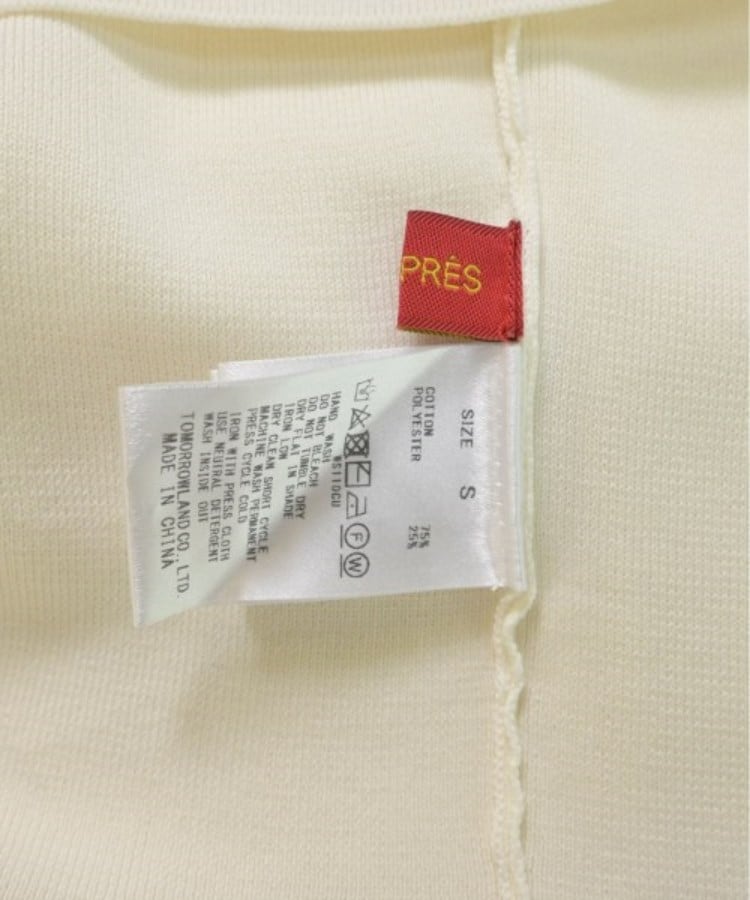 PRÊS
SIZE S
COTTON 75%
POLYESTER 25%
F W
WS110CU
HAND WASH
DO NOT BLEACH
DO NOT TUMBLE DRY
DRY FLAT IN SHADE
IRON LOW
DRY CLEAN SHORT CYCLE
MACHINE WASH PERMANENT
PRESS CYCLE COLD
IRON WITH PRESS CLOTH
USE NEUTRAL DETERGENT
WASH INSIDE OUT
TOMORROWLAND CO., LTD.
MADE IN CHINA